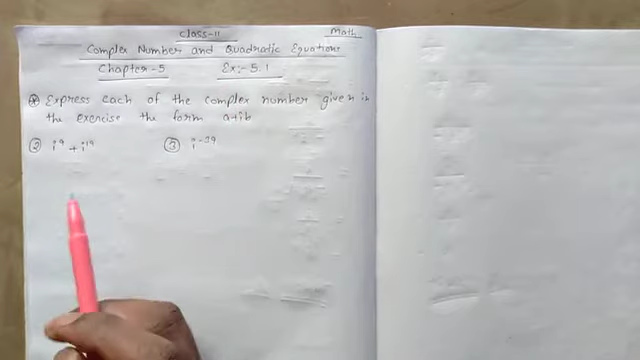 Class-11 Math
Complex Number and Quadratic Equations
Chapter-5 Ex:-5.1
Express each of the complex number given in
the exercise the form a+ib
② i⁹ + i¹⁹ ③ i⁻³⁹